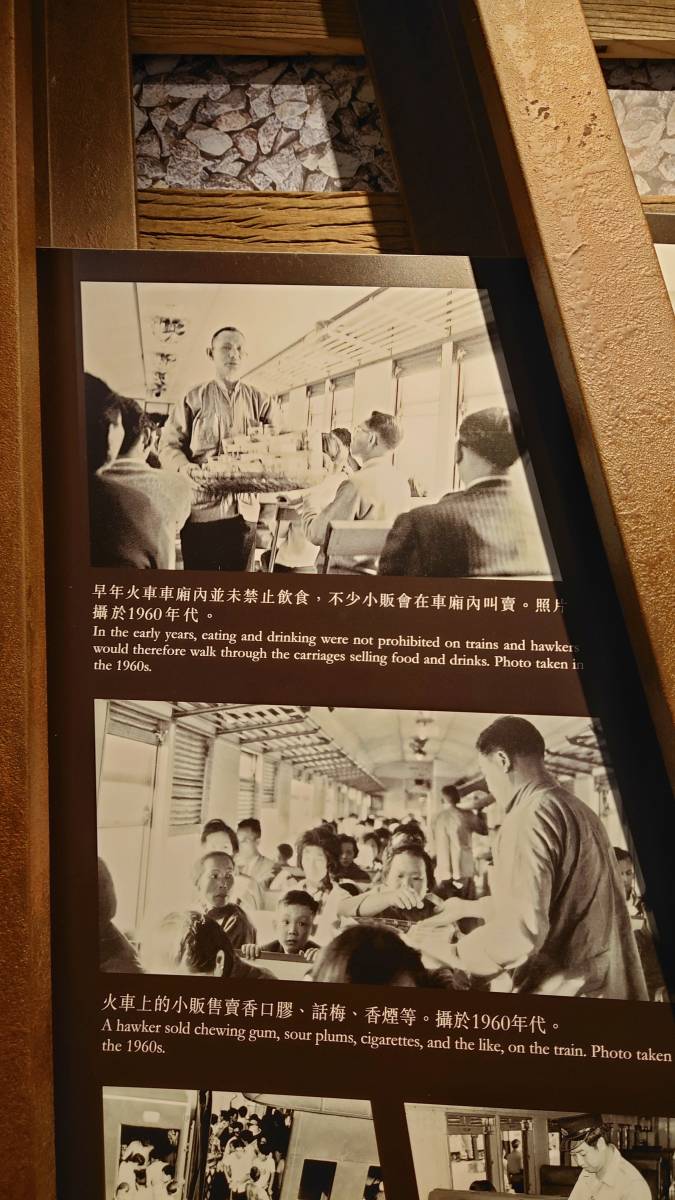 早年火車車廂內並未禁止飲食，不少小販會在車廂內叫賣。照片
攝於1960年代。
In the early years, eating and drinking were not prohibited on trains and hawkers
would therefore walk through the carriages selling food and drinks. Photo taken in
the 1960s.
火車上的小販售賣香口膠、話梅、香煙等。攝於1960年代。
A hawker sold chewing gum, sour plums, cigarettes, and the like, on the train. Photo taken
the 1960s.